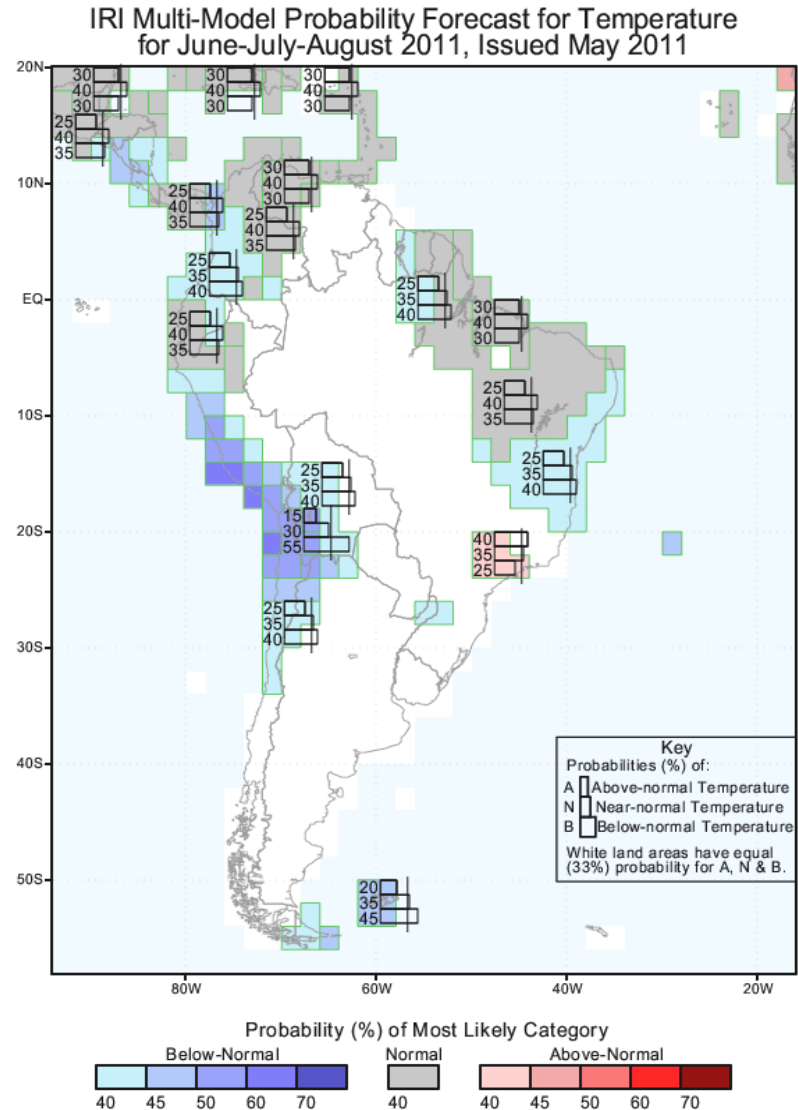 IRI Multi-Model Probability Forecast for Temperature
for June-July-August 2011, Issued May 2011
20N
10N
EQ
10S
20S
30S
40S
50S
80W 60W 40W 20W
30
40
30
30
40
30
30
40
30
25
40
35
30
40
30
25
40
35
25
40
35
25
35
40
25
35
40
30
40
30
25
40
35
25
40
35
25
35
40
25
35
40
15
30
55
40
35
25
25
35
40
20
35
45
Key
Probabilities (%) of:
A Above-normal Temperature
N Near-normal Temperature
B Below-normal Temperature
White land areas have equal
(33%) probability for A, N & B.
Probability (%) of Most Likely Category
Below-Normal Normal Above-Normal
40 45 50 60 70 40 40 45 50 60 70